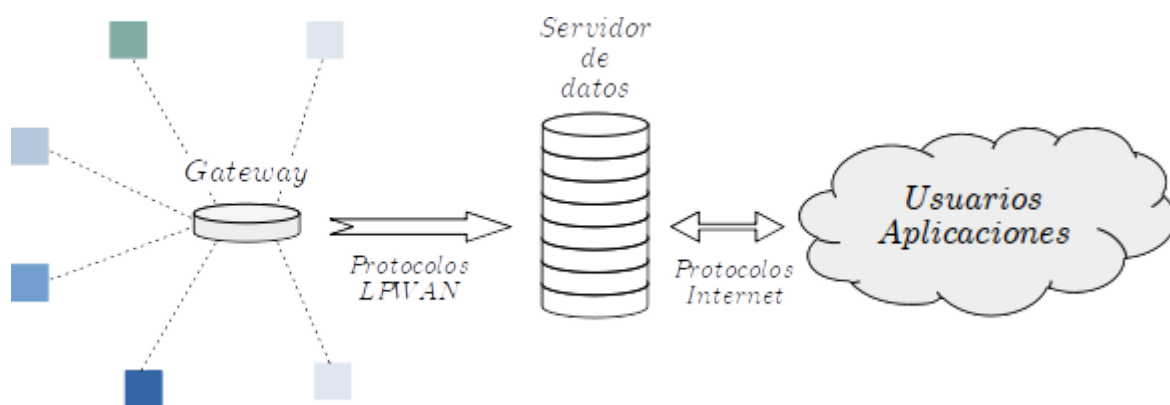 Servidor
de
datos
Gateway
Usuarios
Aplicaciones
Protocolos
LPWAN
Protocolos
Internet